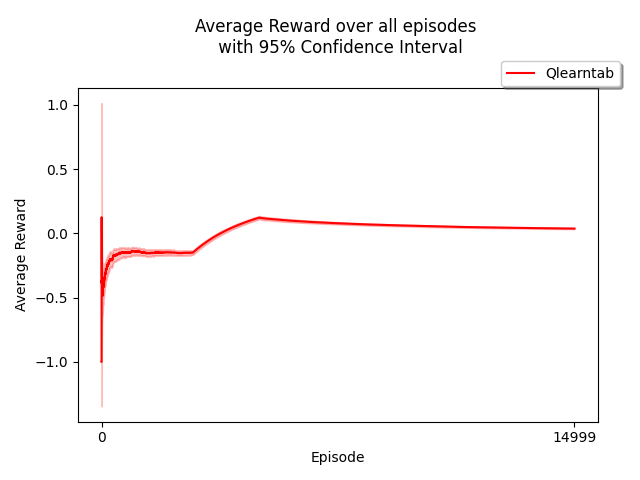 Average Reward over all episodes
with 95% Confidence Interval
Qlearntab
1.0
0.5
0.0
−0.5
−1.0
Average Reward
0
14999
Episode